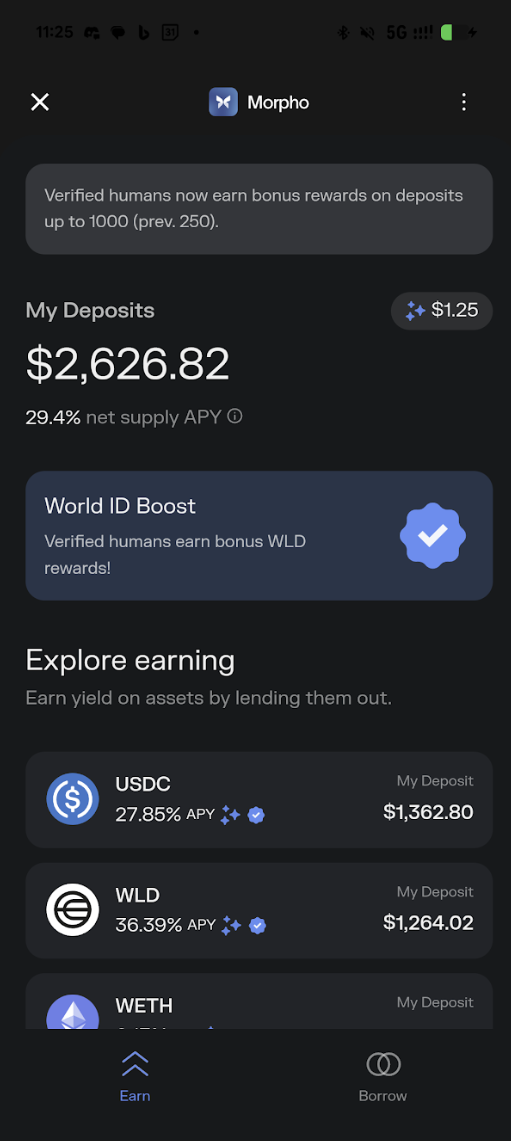 11:25
31
5G
Morpho
Verified humans now earn bonus rewards on deposits
up to 1000 (prev. 250).
My Deposits
$1.25
$2,626.82
29.4% net supply APY
World ID Boost
Verified humans earn bonus WLD
rewards!
Explore earning
Earn yield on assets by lending them out.
USDC
My Deposit
27.85% APY
$1,362.80
WLD
My Deposit
36.39% APY
$1,264.02
WETH
My Deposit
Earn
Borrow